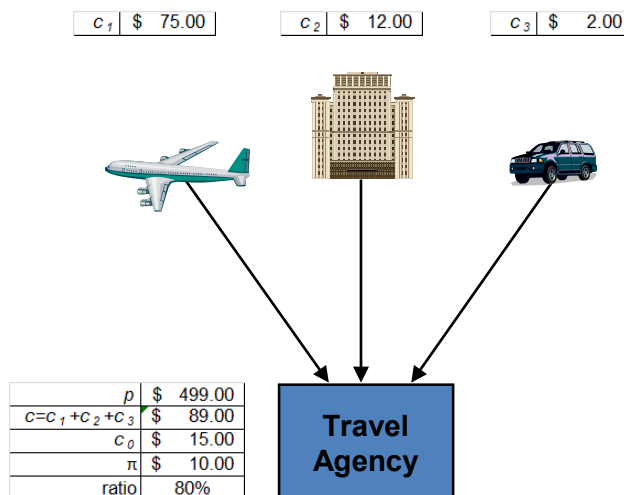 c₁ $ 75.00
c₂ $ 12.00
c₃ $ 2.00
p $ 499.00
c=c₁+c₂+c₃ $ 89.00
c₀ $ 15.00
π $ 10.00
ratio 80%
Travel
Agency